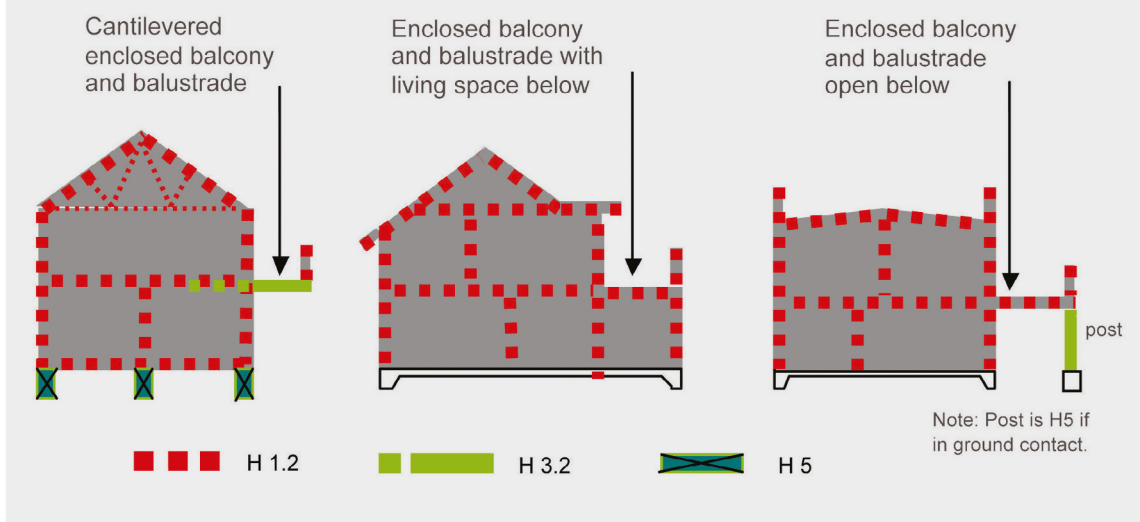 Cantilevered
enclosed balcony
and balustrade
Enclosed balcony
and balustrade with
living space below
Enclosed balcony
and balustrade
open below
post
Note: Post is H5 if
in ground contact.
H 1.2
H 3.2
H 5